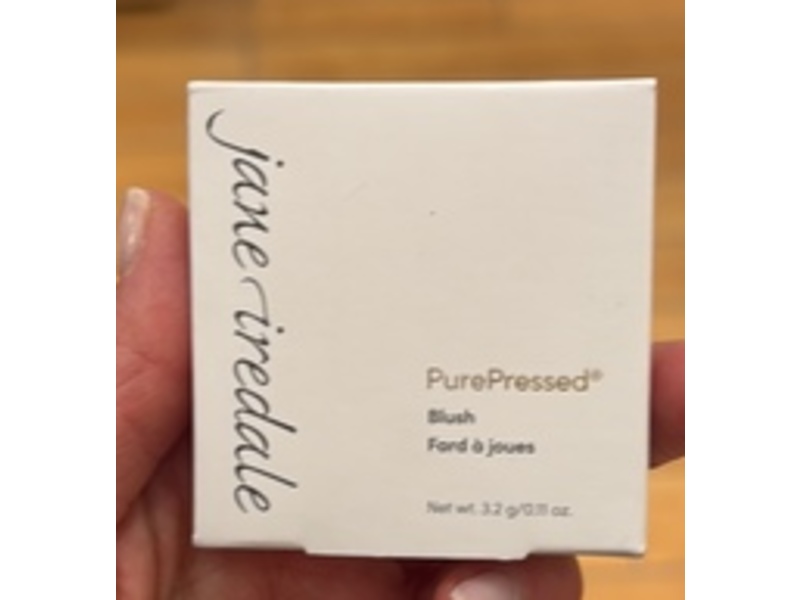 jane iredale
PurePressed®
Blush
Fard à joues
Net wt. 3.2 g/0.11 oz.